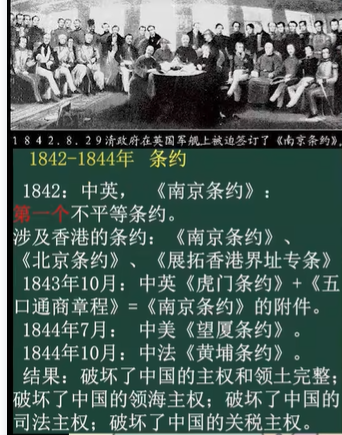 1842.8.29清政府在英国军舰上被迫签订了《南京条约》.
1842-1844年 条约
1842：中英，《南京条约》：
第一个不平等条约。
涉及香港的条约：《南京条约》、
《北京条约》、《展拓香港界址专条》
1843年10月：中英《虎门条约》+《五
口通商章程》=《南京条约》的附件。
1844年7月： 中美《望厦条约》。
1844年10月：中法《黄埔条约》。
结果：破坏了中国的主权和领土完整；
破坏了中国的领海主权；破坏了中国的
司法主权；破坏了中国的关税主权。